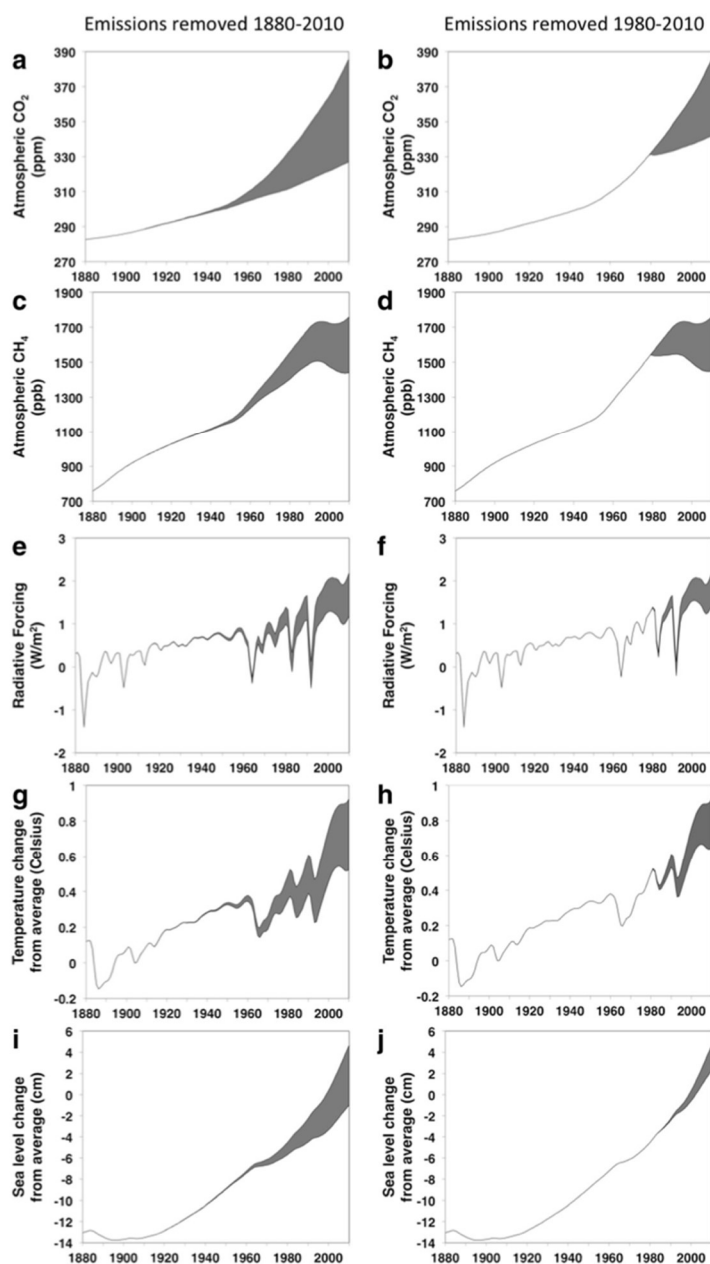 Emissions removed 1880-2010
Emissions removed 1980-2010
a
Atmospheric CO2
(ppm)
390
370
350
330
310
290
270
1880 1900 1920 1940 1960 1980 2000
b
Atmospheric CO2
(ppm)
390
370
350
330
310
290
270
1880 1900 1920 1940 1960 1980 2000
c
Atmospheric CH4
(ppb)
1900
1700
1500
1300
1100
900
700
1880 1900 1920 1940 1960 1980 2000
d
Atmospheric CH4
(ppb)
1900
1700
1500
1300
1100
900
700
1880 1900 1920 1940 1960 1980 2000
e
Radiative Forcing
(W/m²)
3
2
1
0
-1
-2
1880 1900 1920 1940 1960 1980 2000
f
Radiative Forcing
(W/m²)
3
2
1
0
-1
-2
1880 1900 1920 1940 1960 1980 2000
g
Temperature change
from average (Celsius)
1
0.8
0.6
0.4
0.2
0
-0.2
1880 1900 1920 1940 1960 1980 2000
h
Temperature change
from average (Celsius)
1
0.8
0.6
0.4
0.2
0
-0.2
1880 1900 1920 1940 1960 1980 2000
i
Sea level change
from average (cm)
6
4
2
0
-2
-4
-6
-8
-10
-12
-14
1880 1900 1920 1940 1960 1980 2000
j
Sea level change
from average (cm)
6
4
2
0
-2
-4
-6
-8
-10
-12
-14
1880 1900 1920 1940 1960 1980 2000